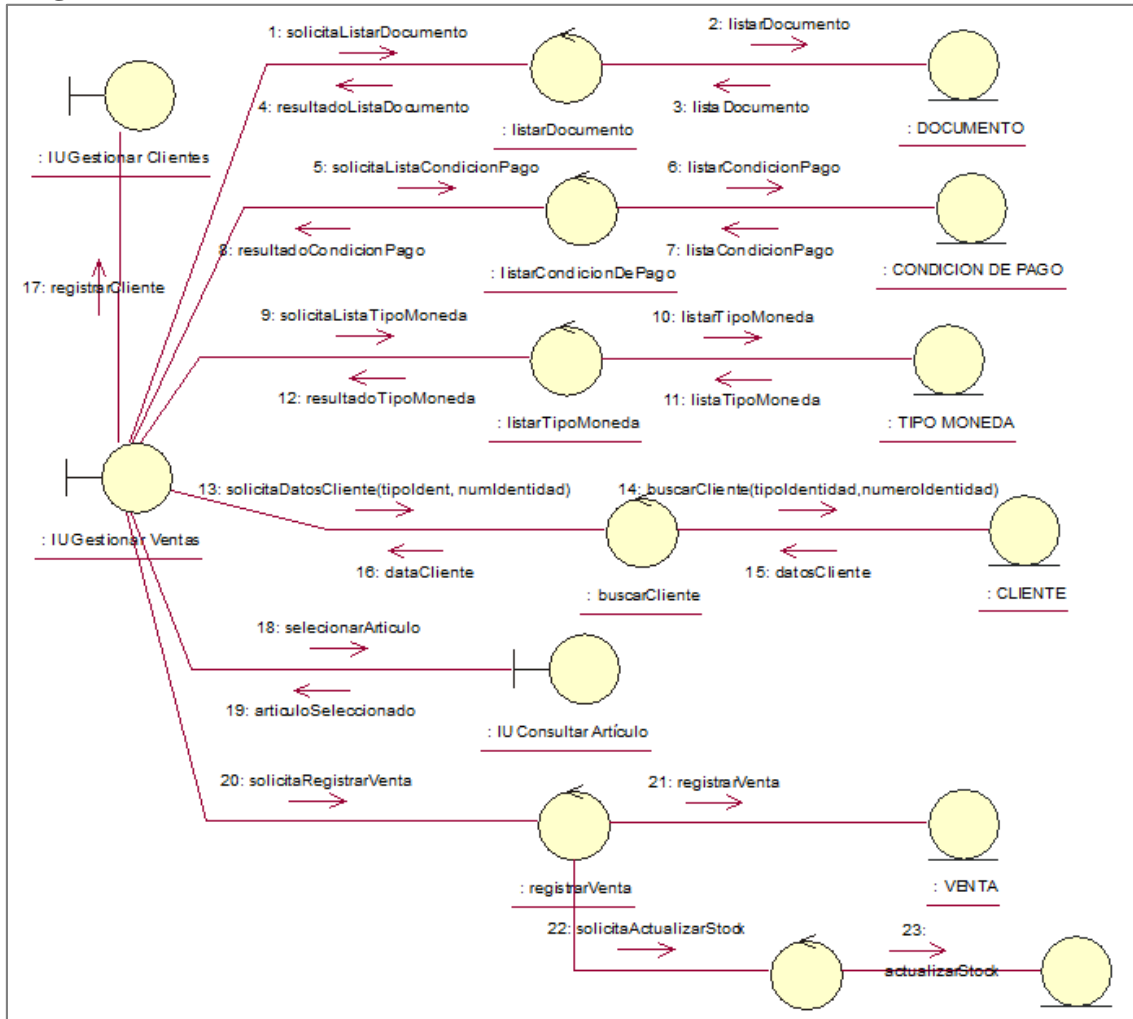 1: solicitaListarDocumento
2: listarDocumento
4: resultadoListaDocumento
3: listaDocumento
: listarDocumento
: DOCUMENTO
: IUGestionar Clientes
5: solicitaListaCondicionPago
6: listarCondicionPago
8: resultadoCondicionPago
7: listaCondicionPago
: listarCondicionDePago
: CONDICION DE PAGO
17: registrarCliente
9: solicitaListaTipoMoneda
10: listarTipoMoneda
12: resultadoTipoMoneda
11: listaTipoMoneda
: listarTipoMoneda
: TIPO MONEDA
13: solicitaDatosCliente(tipoIdent, numIdentidad)
14: buscarCliente(tipoIdentidad,numeroIdentidad)
: IUGestionar Ventas
16: dataCliente
15: datosCliente
: buscarCliente
: CLIENTE
18: selecionarArticulo
19: articuloSeleccionado
: IU Consultar Artículo
20: solicitaRegistrarVenta
21: registrarVenta
: registrarVenta
: VENTA
22: solicitaActualizarStock
23:
actualizarStock